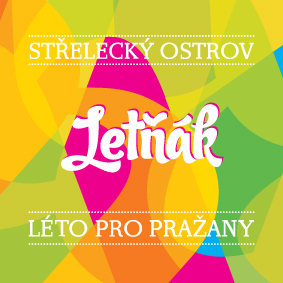 STŘELECKÝ OSTROV
Letňák
LÉTO PRO PRAŽANY